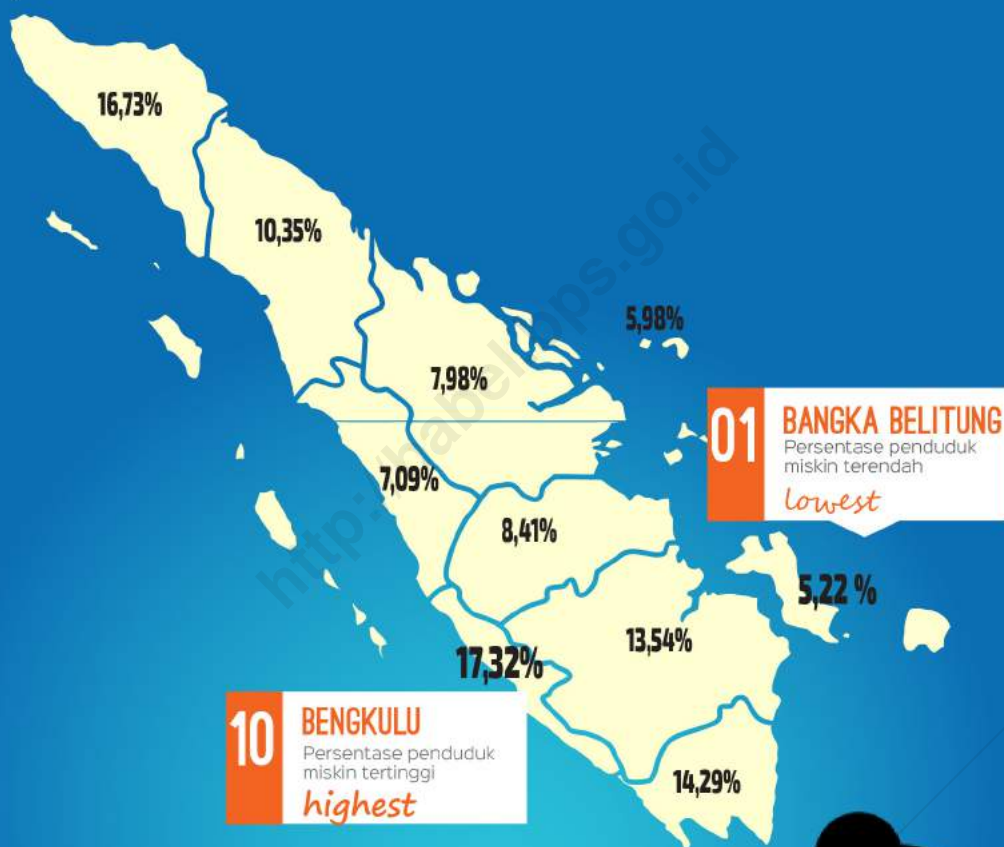 16,73%
10,35%
5,98%
7,98%
01
BANGKA BELITUNG
Persentase penduduk
miskin terendah
lowest
7,09%
8,41%
5,22 %
13,54%
17,32%
10
BENGKULU
Persentase penduduk
miskin tertinggi
highest
14,29%
http://babel.bps.go.id